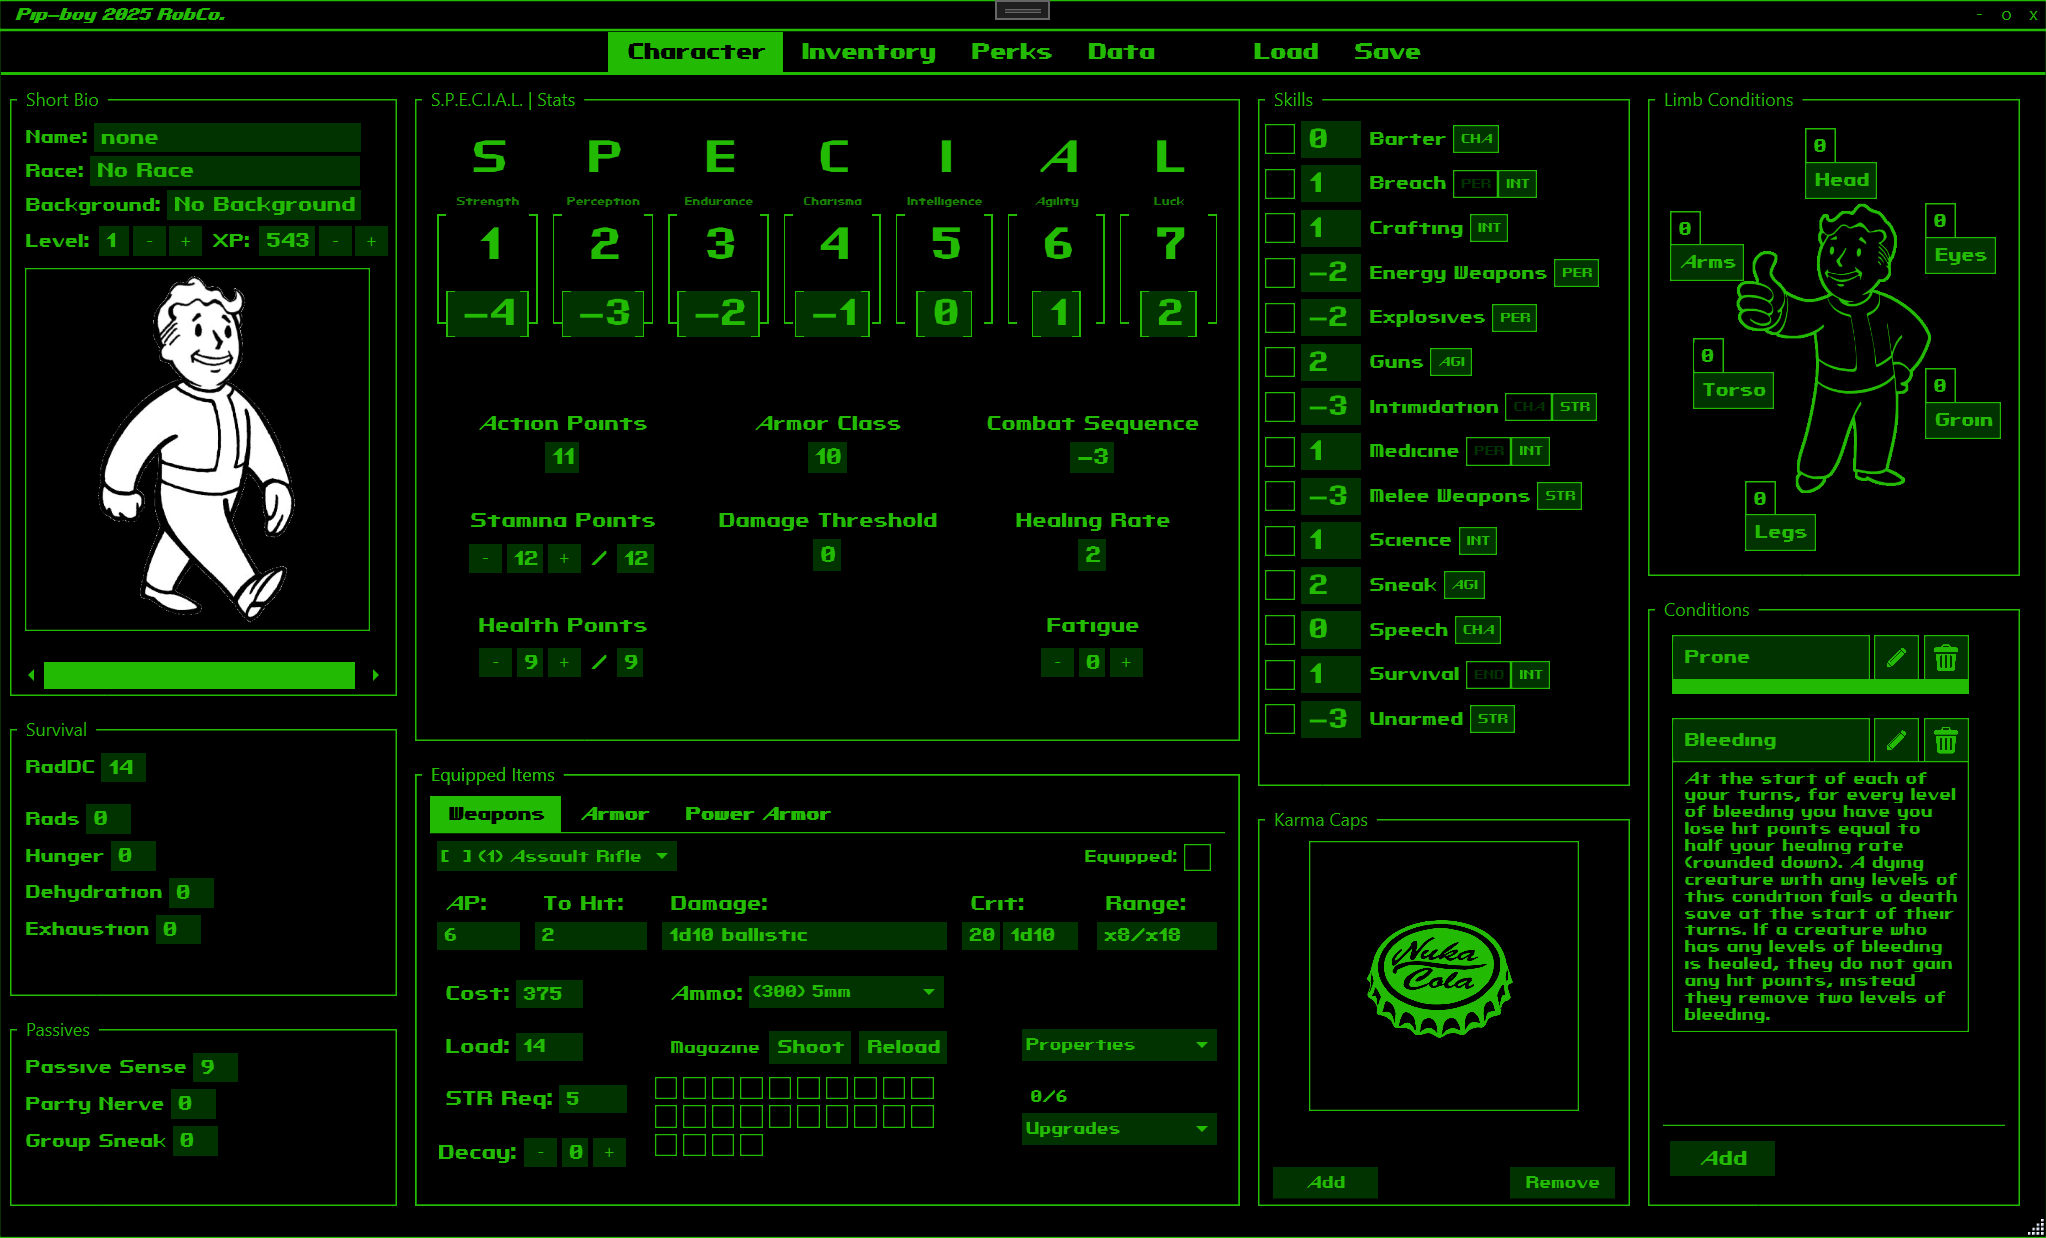 Pip-boy 2025 RobCo.
- o x
Character Inventory Perks Data Load Save
Short Bio
Name: none
Race: No Race
Background: No Background
Level: 1 - + XP: 543 - +
Survival
RadDC 14
Rads 0
Hunger 0
Dehydration 0
Exhaustion 0
Passives
Passive Sense 9
Party Nerve 0
Group Sneak 0
S.P.E.C.I.A.L. | Stats
S P E C I A L
Strength Perception Endurance Charisma Intelligence Agility Luck
1 2 3 4 5 6 7
-4 -3 -2 -1 0 1 2
Action Points Armor Class Combat Sequence
11 10 -3
Stamina Points Damage Threshold Healing Rate
- 12 + / 12 0 2
Health Points Fatigue
- 9 + / 9 - 0 +
Equipped Items
Weapons Armor Power Armor
[ ] (1) Assault Rifle Equipped:
AP: To Hit: Damage: Crit: Range:
6 2 1d10 ballistic 20 1d10 x8/x18
Cost: 375 Ammo: (300) 5mm
Load: 14 Magazine Shoot Reload Properties
STR Req: 5 0/6
Upgrades
Decay: - 0 +
Skills
0 Barter CHA
1 Breach PER INT
1 Crafting INT
-2 Energy Weapons PER
-2 Explosives PER
2 Guns AGI
-3 Intimidation CHA STR
1 Medicine PER INT
-3 Melee Weapons STR
1 Science INT
2 Sneak AGI
0 Speech CHA
1 Survival END INT
-3 Unarmed STR
Karma Caps
Nuka
Cola
Add Remove
Limb Conditions
0
Head
0
Arms
0
Eyes
0
Torso
0
Groin
0
Legs
Conditions
Prone
Bleeding
At the start of each of
your turns, for every level
of bleeding you have you
lose hit points equal to
half your healing rate
(rounded down). A dying
creature with any levels of
this condition fails a death
save at the start of their
turns. If a creature who
has any levels of bleeding
is healed, they do not gain
any hit points, instead
they remove two levels of
bleeding.
Add